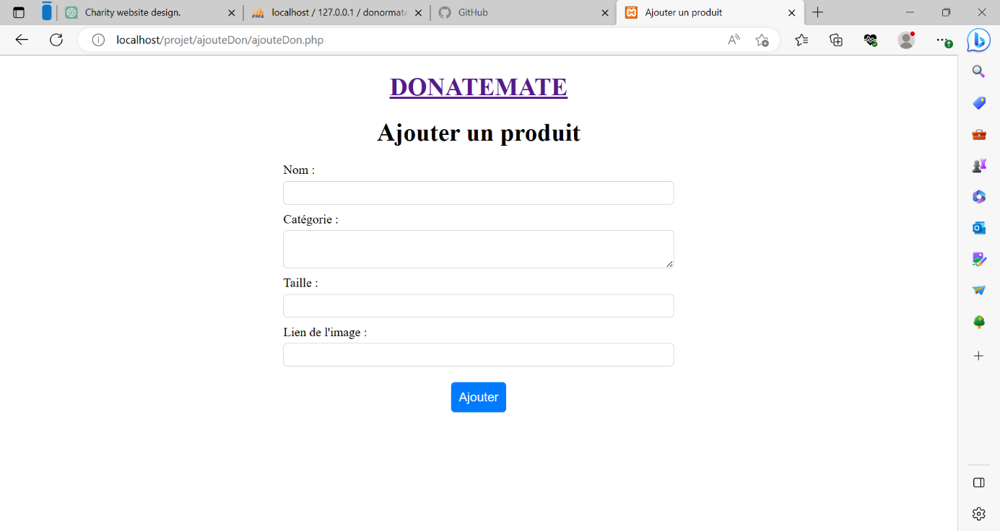 Charity website design.
PMA
localhost / 127.0.0.1 / donormate
GitHub
Ajouter un produit
localhost/projet/ajouteDon/ajouteDon.php
DONATEMATE
Ajouter un produit
Nom :
Catégorie :
Taille :
Lien de l'image :
Ajouter